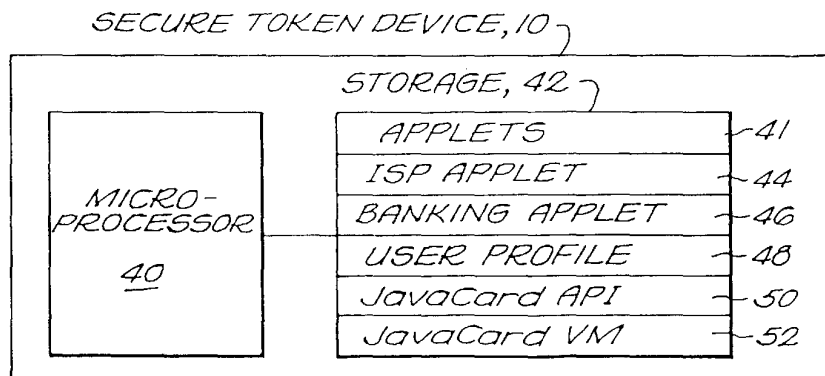 SECURE TOKEN DEVICE, 10
STORAGE, 42
MICRO-
PROCESSOR
40
APPLETS 41
ISP APPLET 44
BANKING APPLET 46
USER PROFILE 48
JavaCard API 50
JavaCard VM 52